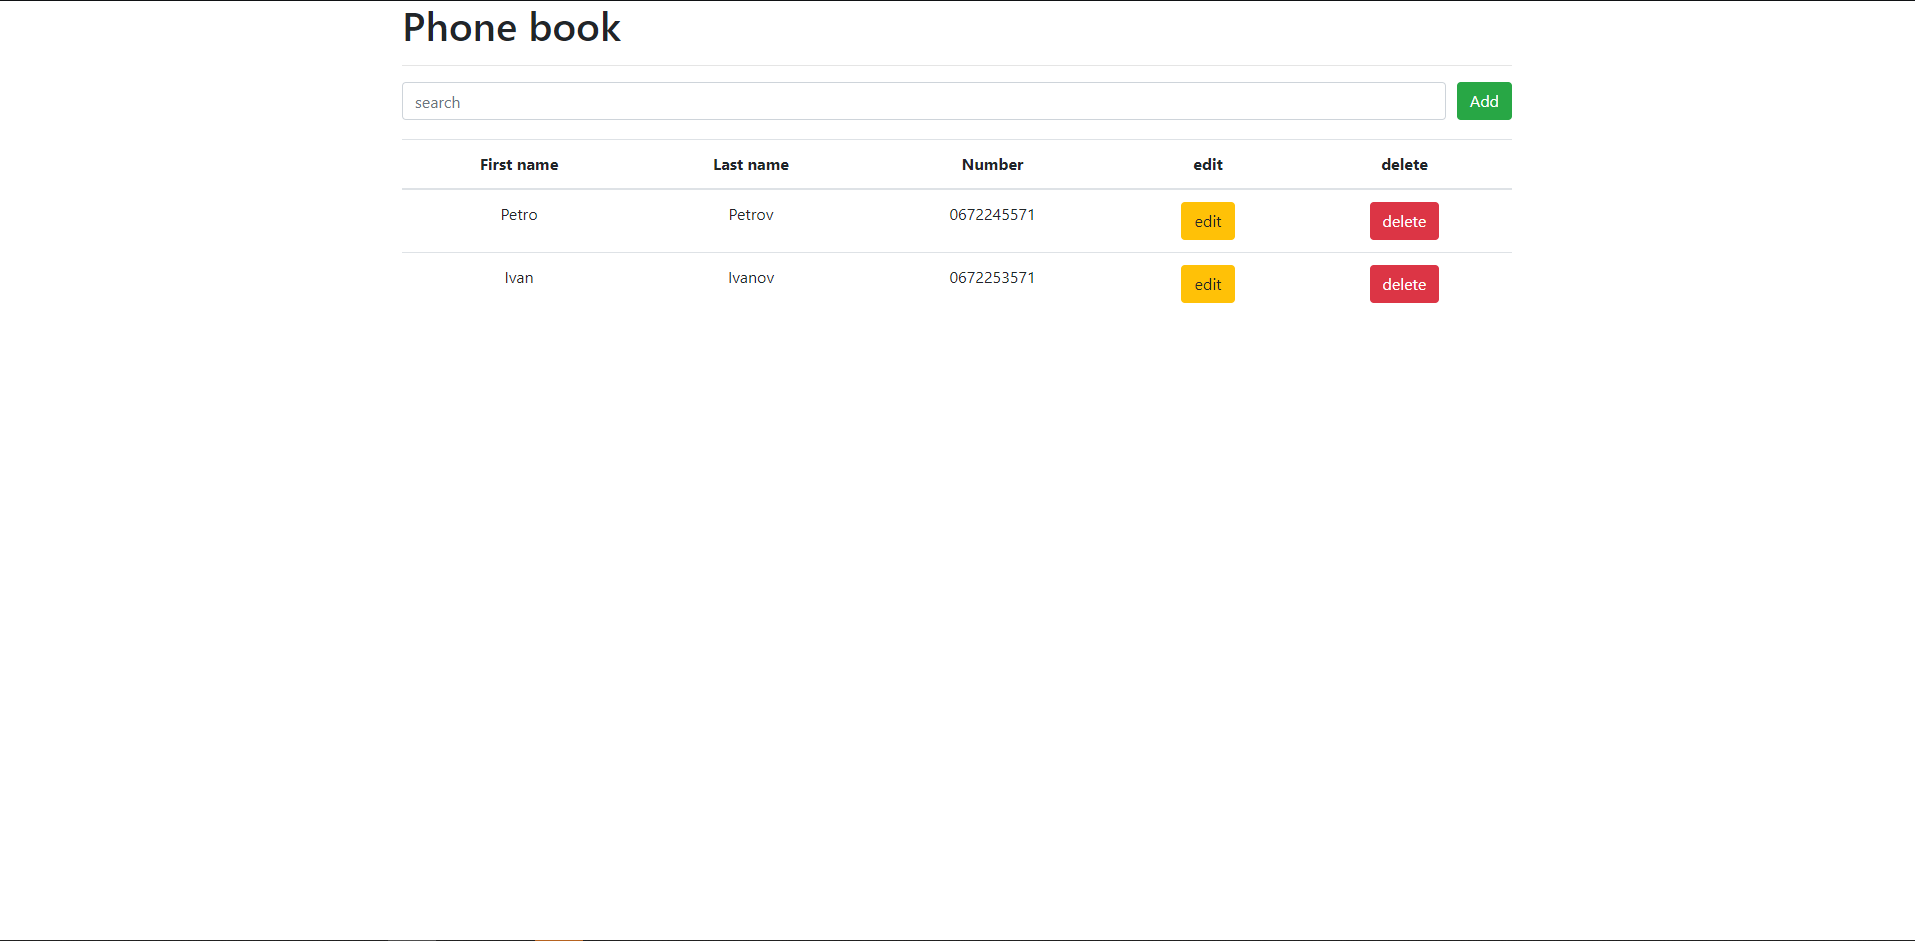 Phone book
search Add
First name Last name Number edit delete
Petro Petrov 0672245571 edit delete
Ivan Ivanov 0672253571 edit delete